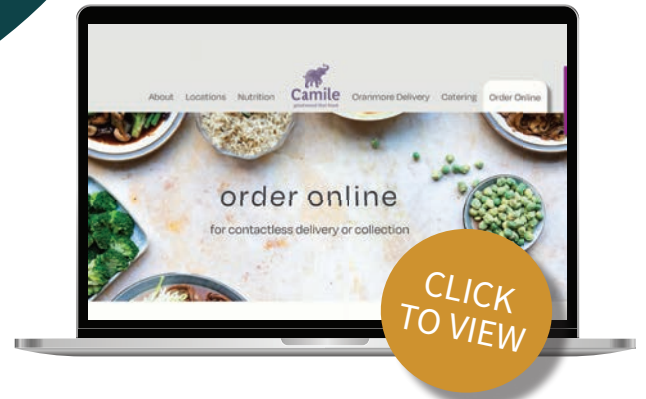 About Locations Nutrition Camile Oranmore Delivery Catering Order Online
order online
for contactless delivery or collection
CLICK
TO VIEW